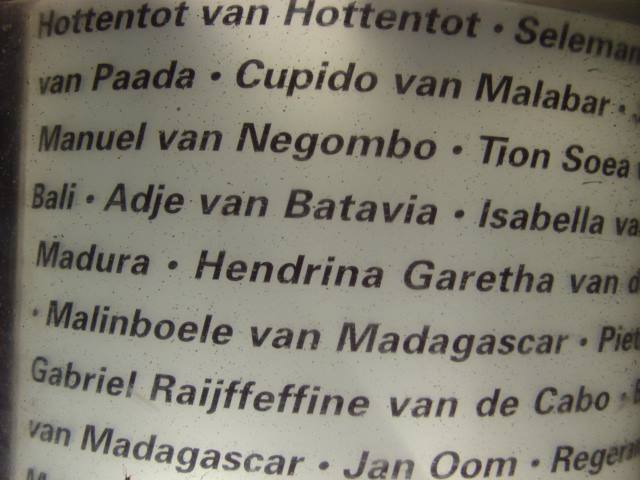 Hottentot van Hottentot • Seleman
van Paada • Cupido van Malabar •
Manuel van Negombo • Tion Soea
Bali • Adje van Batavia • Isabella va
Madura • Hendrina Garetha van d
• Malinboele van Madagascar • Piet
Gabriel Raijffeffine van de Cabo •
van Madagascar • Jan Oom • Regera